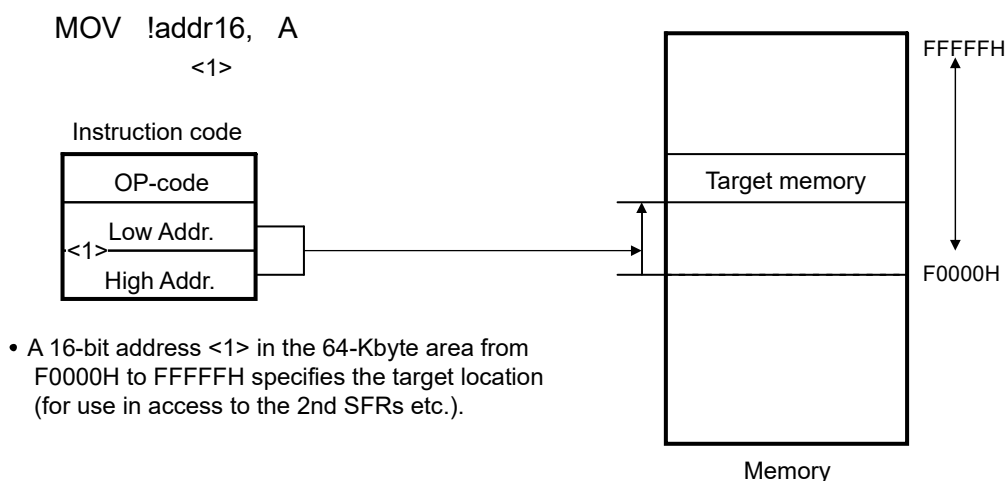 MOV !addr16, A
<1>
Instruction code
OP-code
Low Addr.
<1>
High Addr.
FFFFFH
Target memory
F0000H
• A 16-bit address <1> in the 64-Kbyte area from
F0000H to FFFFFH specifies the target location
(for use in access to the 2nd SFRs etc.).
Memory